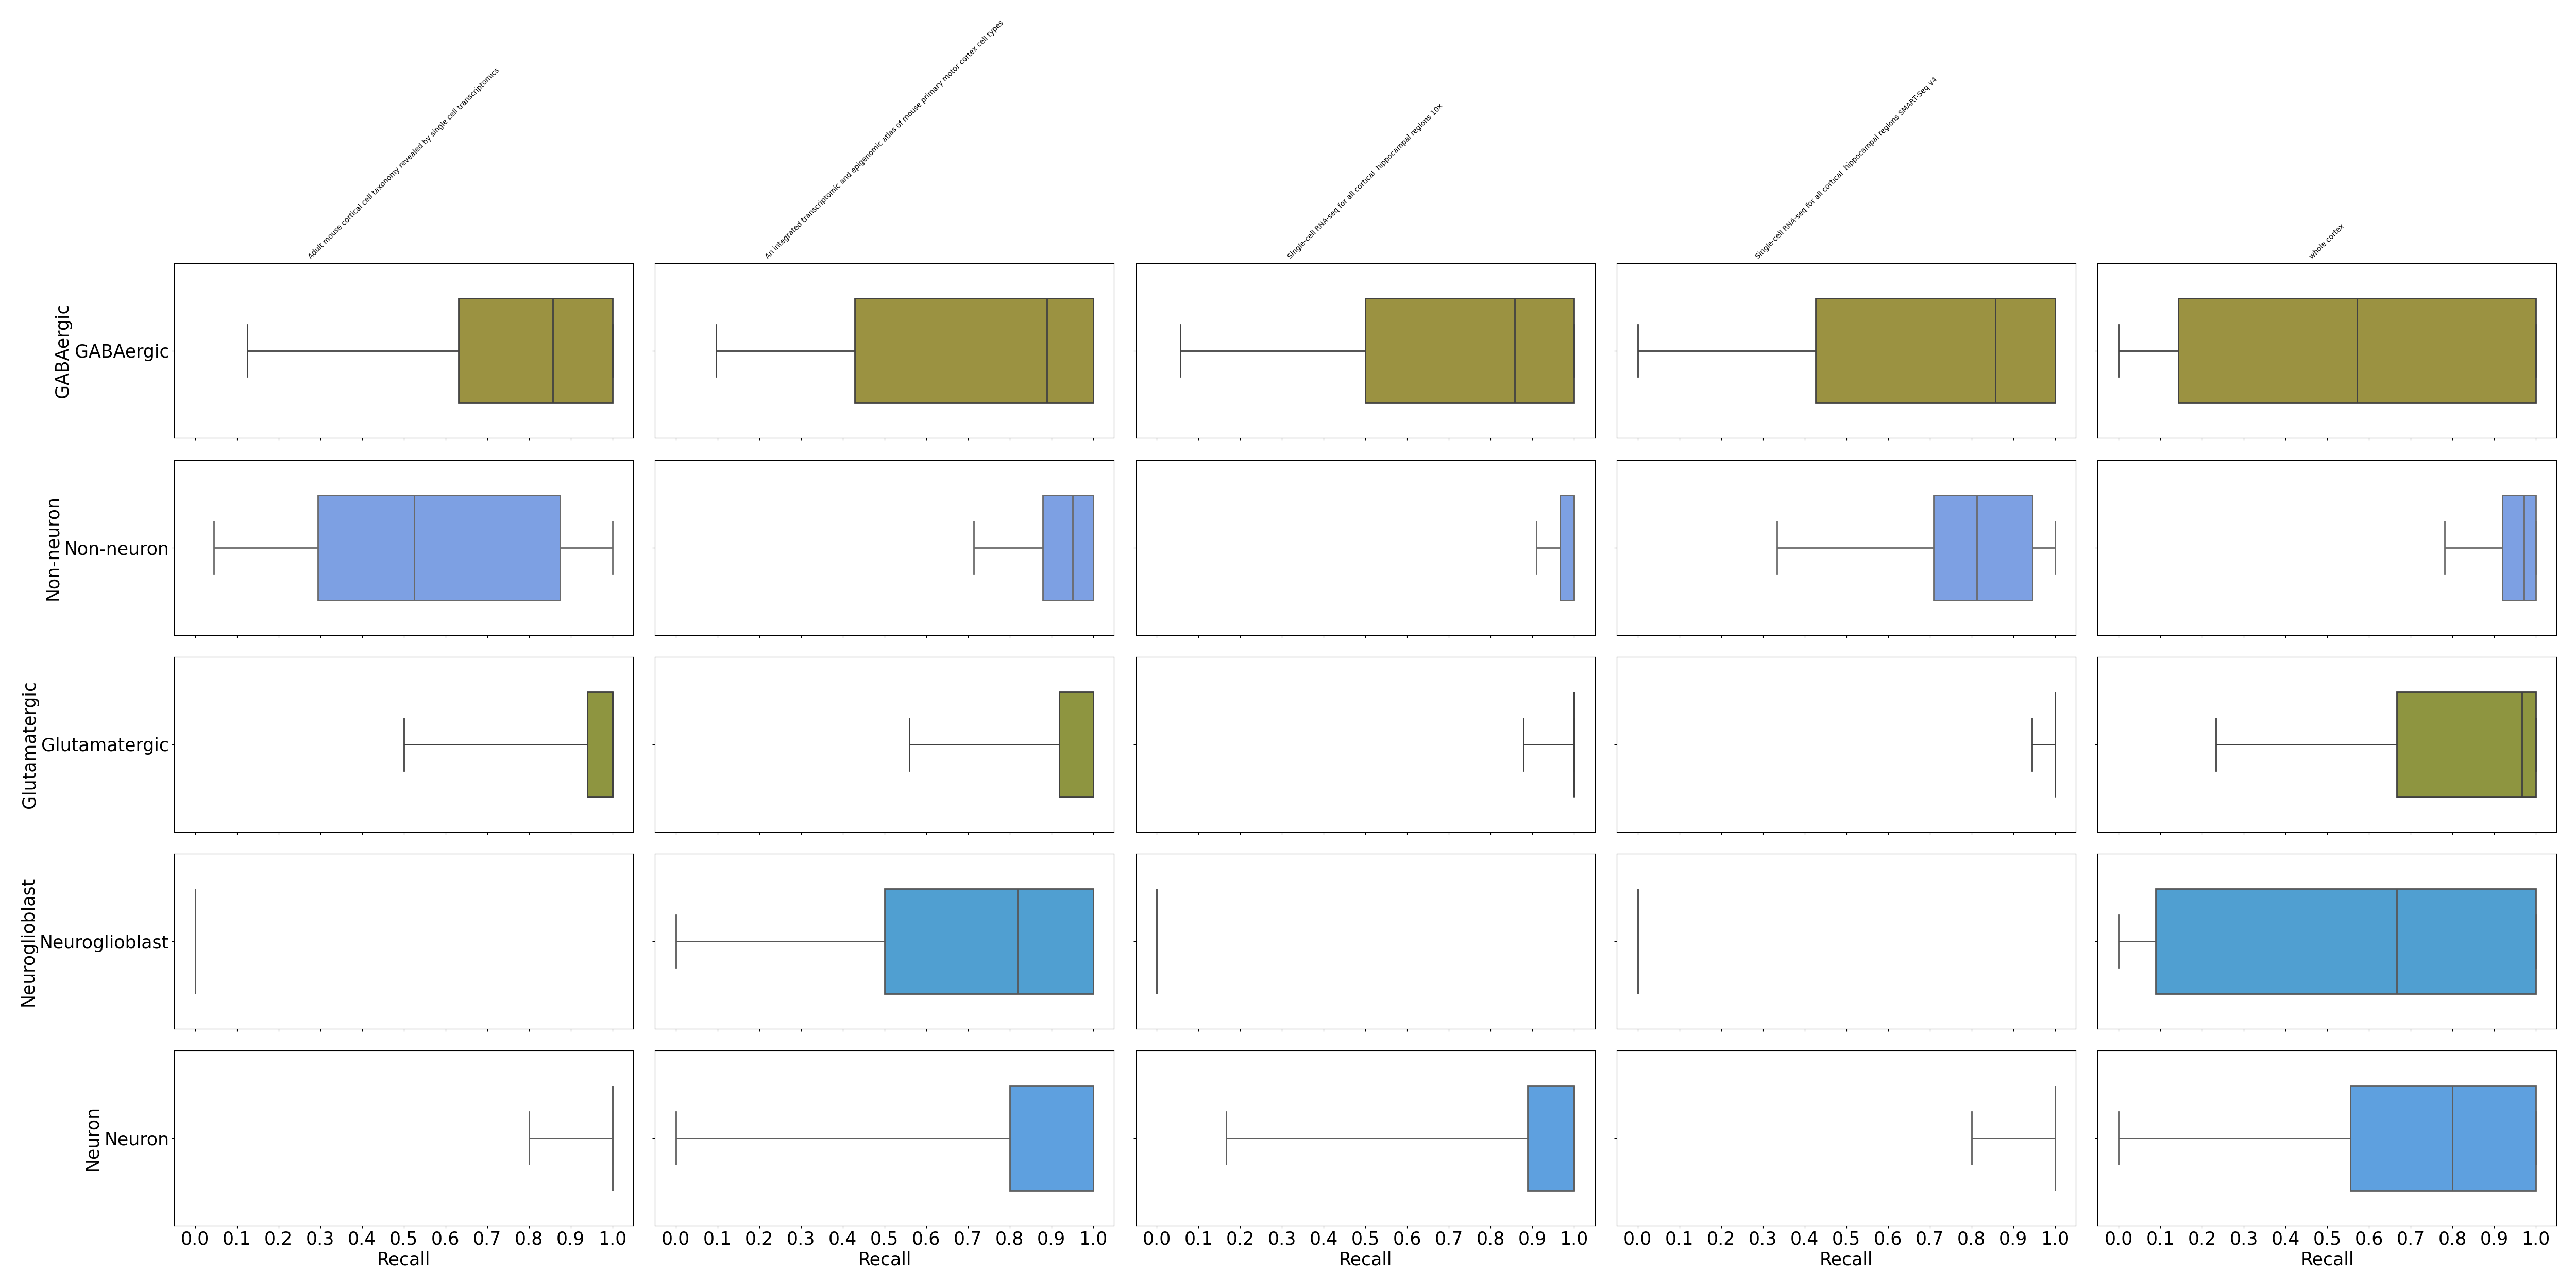 Adult mouse cortical cell taxonomy revealed by single cell transcriptomics
An integrated transcriptomic and epigenomic atlas of mouse primary motor cortex cell types
Single-cell RNA-seq for all cortical  hippocampal regions 10x
Single-cell RNA-seq for all cortical  hippocampal regions SMART-Seq v4
whole cortex
GABAergic
GABAergic
Non-neuron
Non-neuron
Glutamatergic
Glutamatergic
Neuroglioblast
Neuroglioblast
Neuron
Neuron
0.0 0.1 0.2 0.3 0.4 0.5 0.6 0.7 0.8 0.9 1.0
0.0 0.1 0.2 0.3 0.4 0.5 0.6 0.7 0.8 0.9 1.0
0.0 0.1 0.2 0.3 0.4 0.5 0.6 0.7 0.8 0.9 1.0
0.0 0.1 0.2 0.3 0.4 0.5 0.6 0.7 0.8 0.9 1.0
0.0 0.1 0.2 0.3 0.4 0.5 0.6 0.7 0.8 0.9 1.0
Recall
Recall
Recall
Recall
Recall